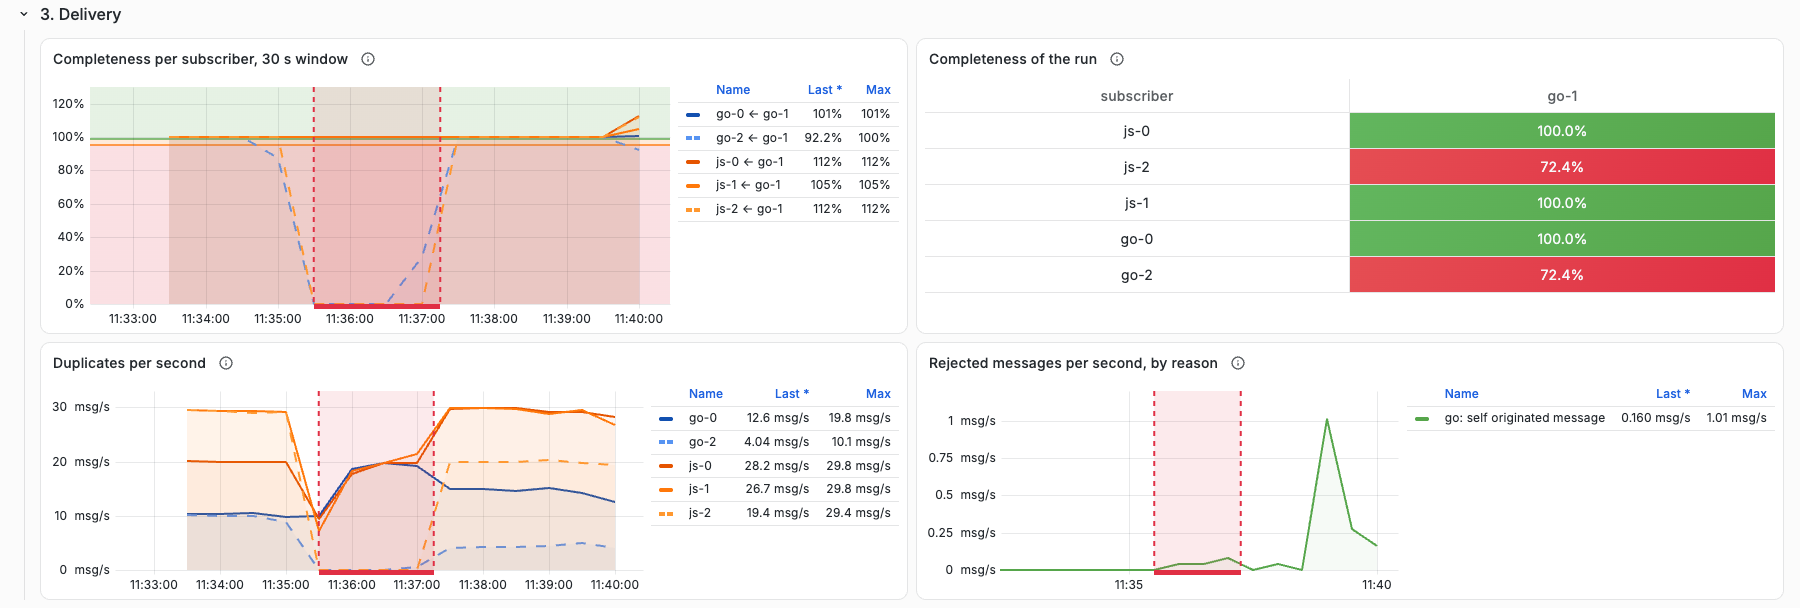 3. Delivery
Completeness per subscriber, 30 s window
120%
100%
80%
60%
40%
20%
0%
11:33:00 11:34:00 11:35:00 11:36:00 11:37:00 11:38:00 11:39:00 11:40:00
Name Last * Max
go-0 ← go-1 101% 101%
go-2 ← go-1 92.2% 100%
js-0 ← go-1 112% 112%
js-1 ← go-1 105% 105%
js-2 ← go-1 112% 112%
Completeness of the run
subscriber go-1
js-0 100.0%
js-2 72.4%
js-1 100.0%
go-0 100.0%
go-2 72.4%
Duplicates per second
30 msg/s
20 msg/s
10 msg/s
0 msg/s
11:33:00 11:34:00 11:35:00 11:36:00 11:37:00 11:38:00 11:39:00 11:40:00
Name Last * Max
go-0 12.6 msg/s 19.8 msg/s
go-2 4.04 msg/s 10.1 msg/s
js-0 28.2 msg/s 29.8 msg/s
js-1 26.7 msg/s 29.8 msg/s
js-2 19.4 msg/s 29.4 msg/s
Rejected messages per second, by reason
1 msg/s
0.75 msg/s
0.5 msg/s
0.25 msg/s
0 msg/s
11:35 11:40
Name Last * Max
go: self originated message 0.160 msg/s 1.01 msg/s